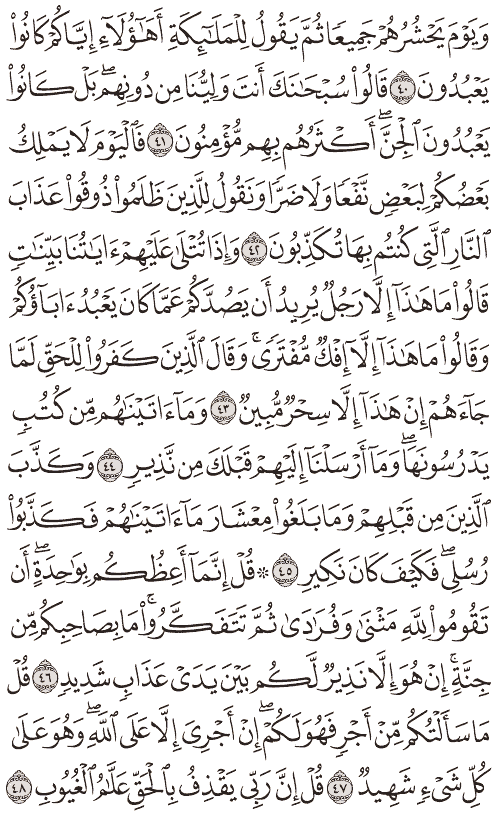 وَيَوْمَ يَحْشُرُهُمْ جَمِيعًا ثُمَّ يَقُولُ لِلْمَلَٰٓئِكَةِ أَهَٰٓؤُلَآءِ إِيَّاكُمْ كَانُوا۟
يَعْبُدُونَ ٤٠ قَالُوا۟ سُبْحَٰنَكَ أَنتَ وَلِيُّنَا مِن دُونِهِم ۖ بَلْ كَانُوا۟
يَعْبُدُونَ ٱلْجِنَّ ۖ أَكْثَرُهُم بِهِم مُّؤْمِنُونَ ٤١ فَٱلْيَوْمَ لَا يَمْلِكُ
بَعْضُكُمْ لِبَعْضٍ نَّفْعًا وَلَا ضَرًّا وَنَقُولُ لِلَّذِينَ ظَلَمُوا۟ ذُوقُوا۟ عَذَابَ
ٱلنَّارِ ٱلَّتِى كُنتُم بِهَا تُكَذِّبُونَ ٤٢ وَإِذَا تُتْلَىٰ عَلَيْهِمْ ءَايَٰتُنَا بَيِّنَٰتٍ
قَالُوا۟ مَا هَٰذَآ إِلَّا رَجُلٌ يُرِيدُ أَن يَصُدَّكُمْ عَمَّا كَانَ يَعْبُدُ ءَابَآؤُكُمْ
وَقَالُوا۟ مَا هَٰذَآ إِلَّآ إِفْكٌ مُّفْتَرًى ۚ وَقَالَ ٱلَّذِينَ كَفَرُوا۟ لِلْحَقِّ لَمَّا
جَآءَهُمْ إِنْ هَٰذَآ إِلَّا سِحْرٌ مُّبِينٌ ٤٣ وَمَآ ءَاتَيْنَٰهُم مِّن كُتُبٍ
يَدْرُسُونَهَا ۖ وَمَآ أَرْسَلْنَآ إِلَيْهِمْ قَبْلَكَ مِن نَّذِيرٍ ٤٤ وَكَذَّبَ
ٱلَّذِينَ مِن قَبْلِهِمْ وَمَا بَلَغُوا۟ مِعْشَارَ مَآ ءَاتَيْنَٰهُمْ فَكَذَّبُوا۟
رُسُلِى ۖ فَكَيْفَ كَانَ نَكِيرِ ٤٥ ۞ قُلْ إِنَّمَآ أَعِظُكُم بِوَٰحِدَةٍ ۖ أَن
تَقُومُوا۟ لِلَّهِ مَثْنَىٰ وَفُرَٰدَىٰ ثُمَّ تَتَفَكَّرُوا۟ ۚ مَا بِصَاحِبِكُم مِّن
جِنَّةٍ ۚ إِنْ هُوَ إِلَّا نَذِيرٌ لَّكُم بَيْنَ يَدَىْ عَذَابٍ شَدِيدٍ ٤٦ قُلْ
مَا سَأَلْتُكُم مِّنْ أَجْرٍ فَهُوَ لَكُمْ ۖ إِنْ أَجْرِىَ إِلَّا عَلَى ٱللَّهِ ۖ وَهُوَ عَلَىٰ
كُلِّ شَىْءٍ شَهِيدٌ ٤٧ قُلْ إِنَّ رَبِّى يَقْذِفُ بِٱلْحَقِّ عَلَّٰمُ ٱلْغُيُوبِ ٤٨